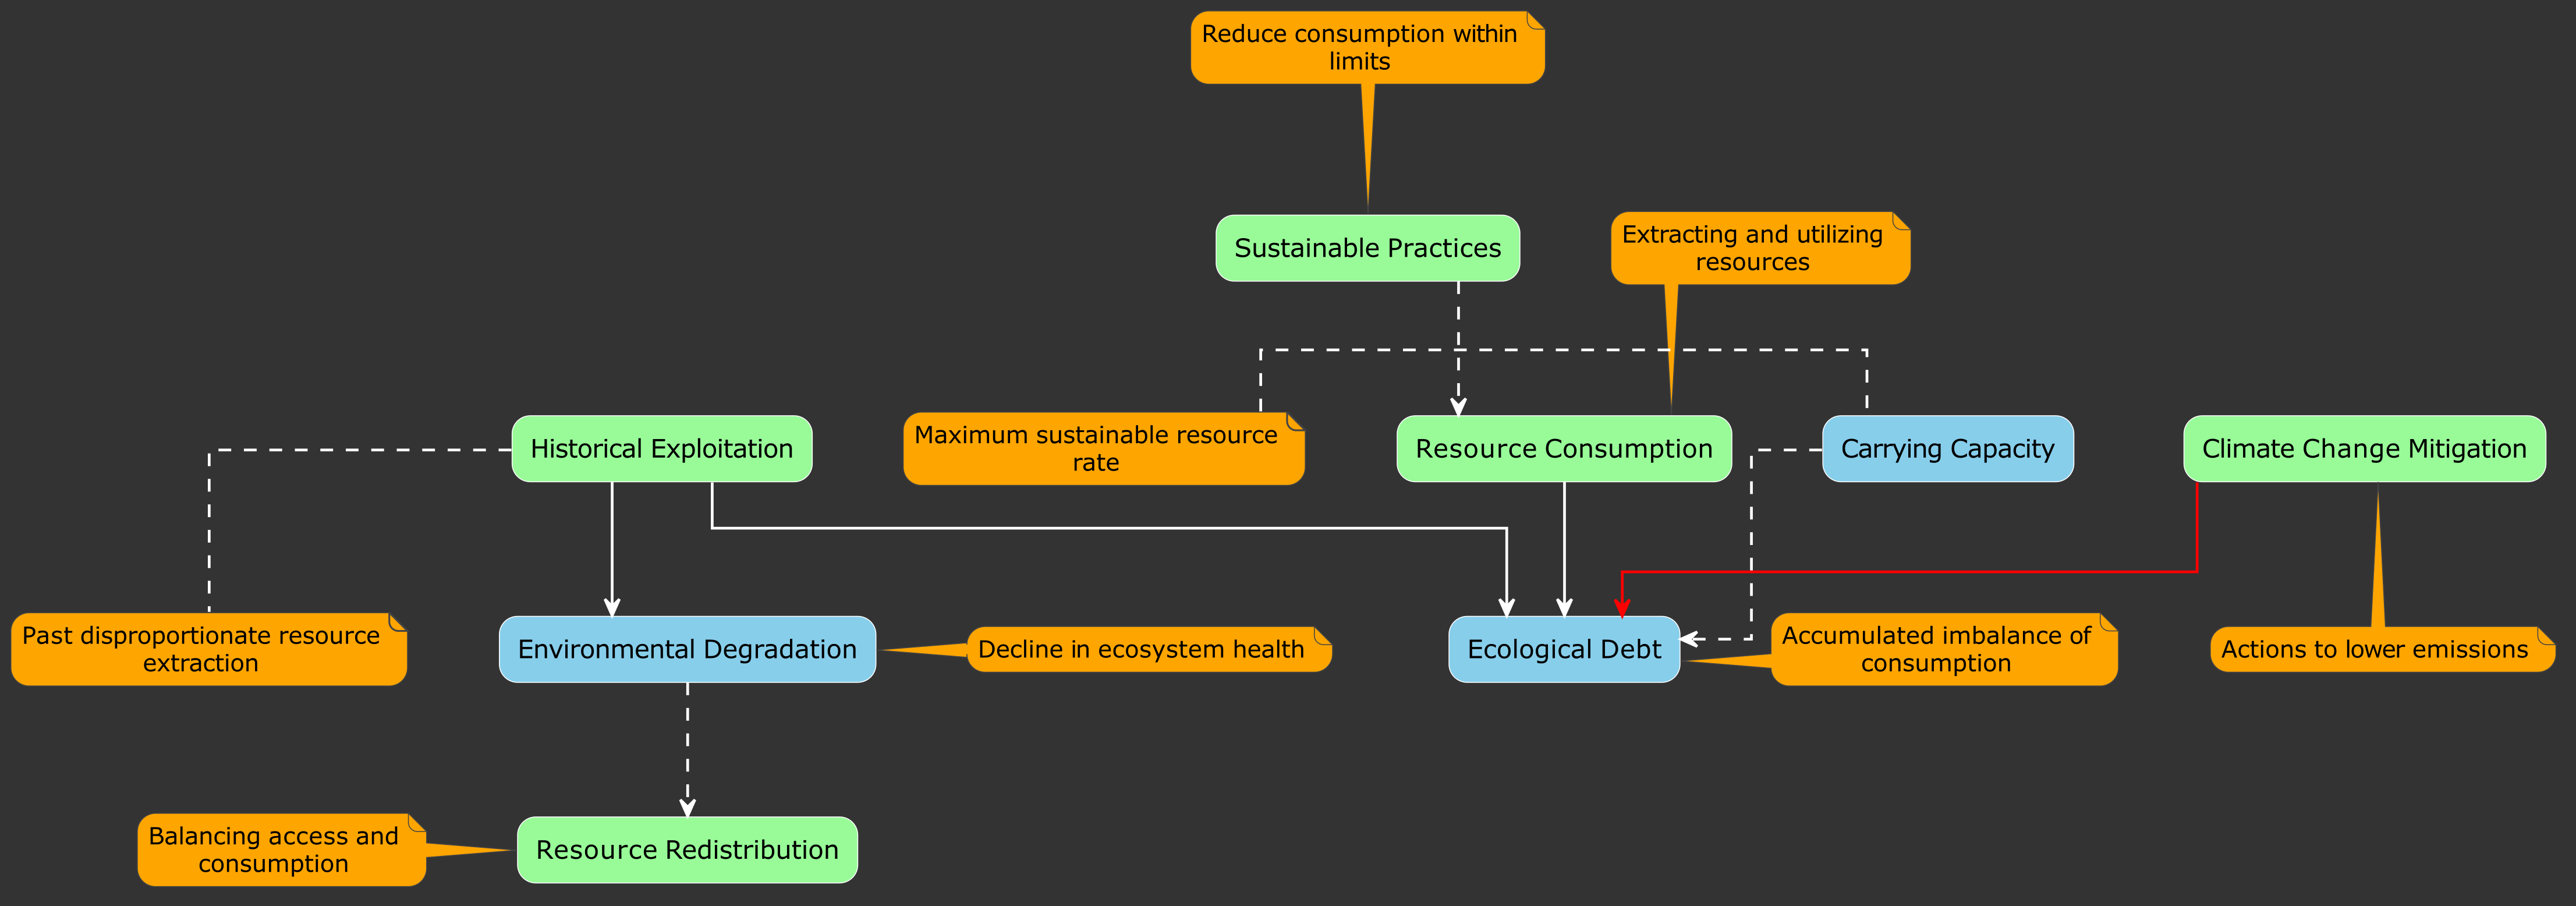 Reduce consumption within
limits
Sustainable Practices
Extracting and utilizing
resources
Historical Exploitation
Maximum sustainable resource
rate
Resource Consumption
Carrying Capacity
Climate Change Mitigation
Past disproportionate resource
extraction
Environmental Degradation
Decline in ecosystem health
Ecological Debt
Accumulated imbalance of
consumption
Actions to lower emissions
Balancing access and
consumption
Resource Redistribution